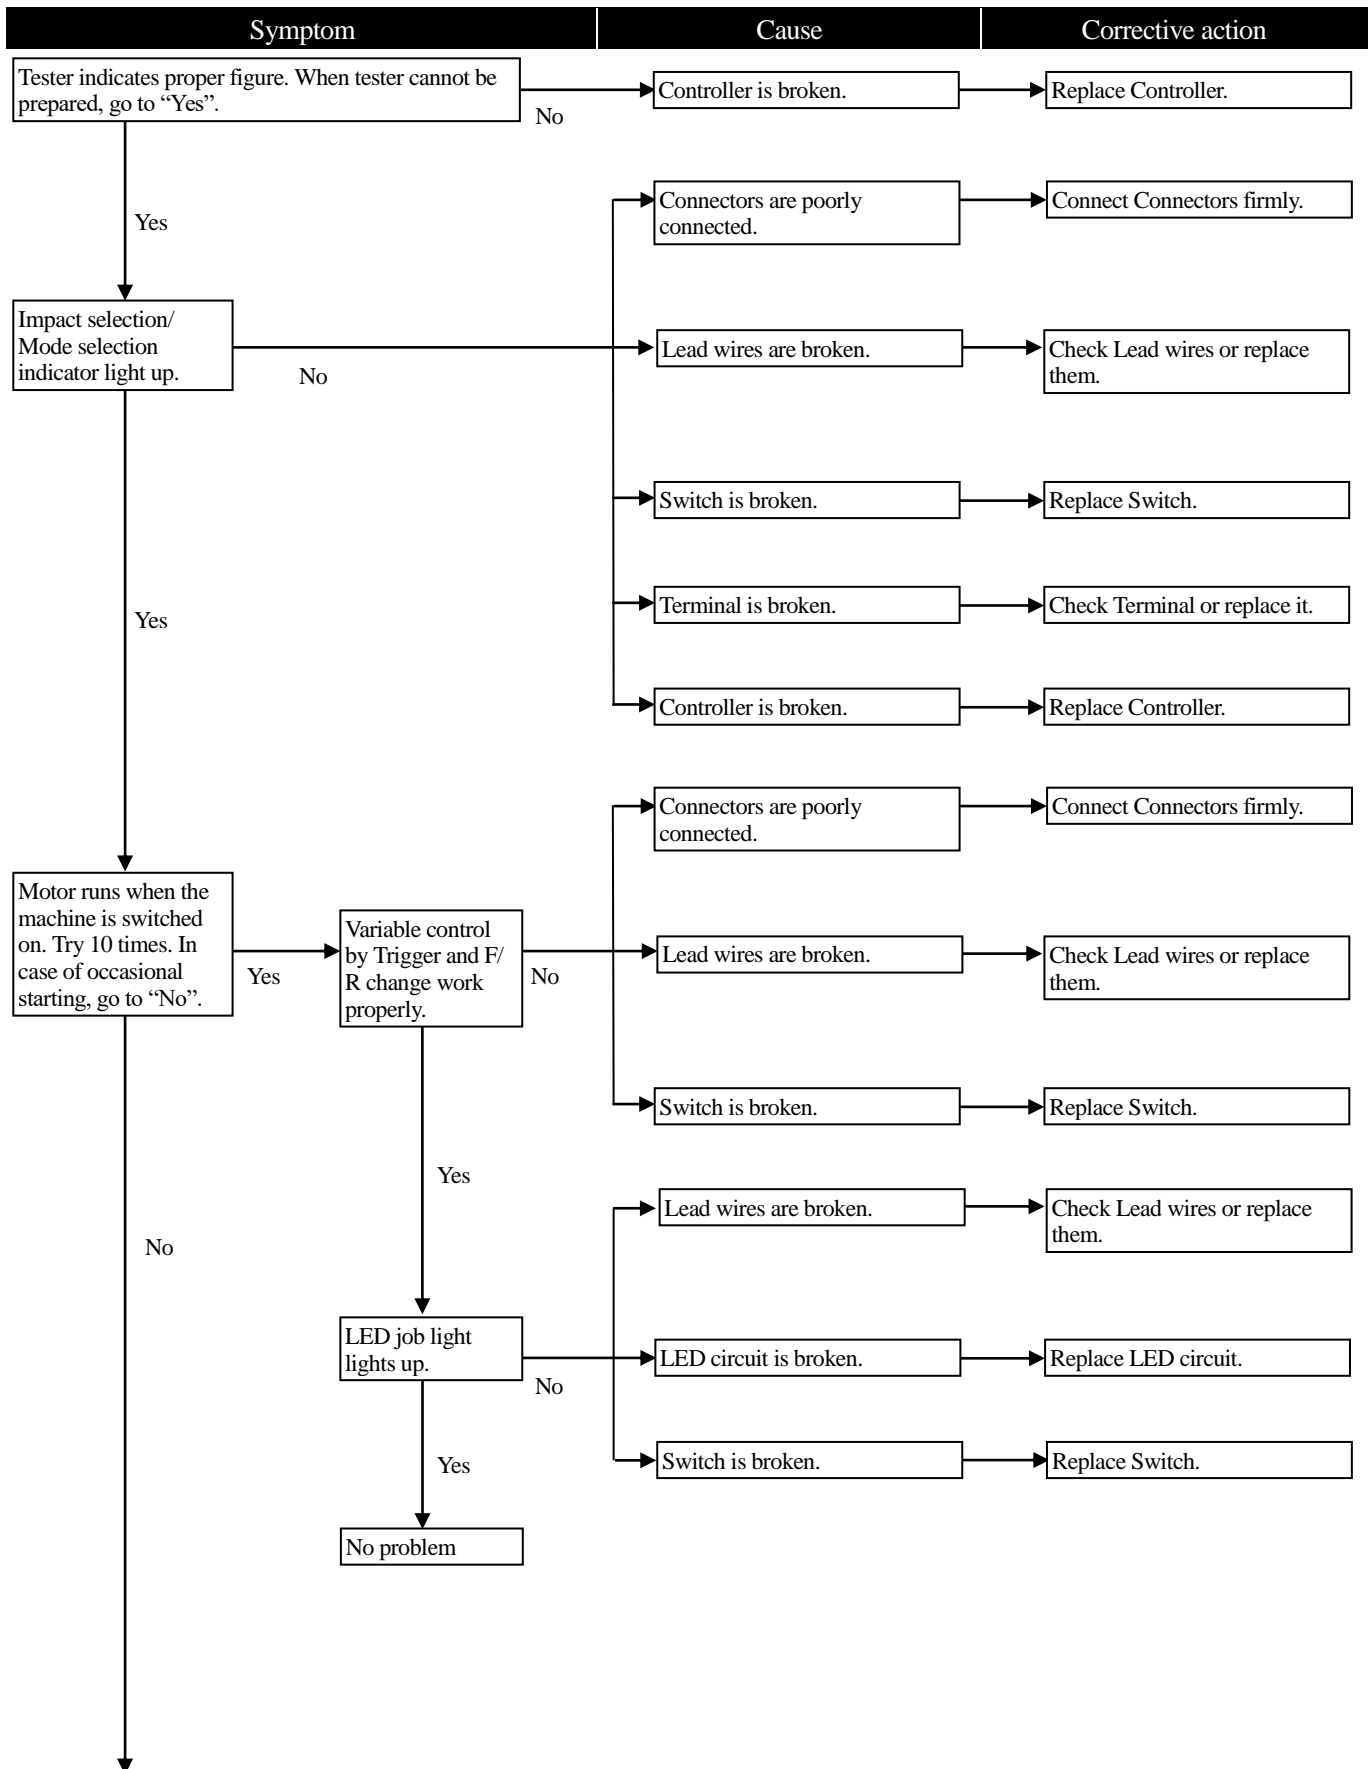 Symptom
Cause
Corrective action
Tester indicates proper figure. When tester cannot be
prepared, go to “Yes”.
No
Controller is broken.
Replace Controller.
Yes
Connectors are poorly
connected.
Connect Connectors firmly.
Impact selection/
Mode selection
indicator light up.
No
Lead wires are broken.
Check Lead wires or replace
them.
Switch is broken.
Replace Switch.
Terminal is broken.
Check Terminal or replace it.
Yes
Controller is broken.
Replace Controller.
Connectors are poorly
connected.
Connect Connectors firmly.
Motor runs when the
machine is switched
on. Try 10 times. In
case of occasional
starting, go to “No”.
Yes
Variable control
by Trigger and F/
R change work
properly.
No
Lead wires are broken.
Check Lead wires or replace
them.
Switch is broken.
Replace Switch.
Yes
Lead wires are broken.
Check Lead wires or replace
them.
No
LED job light
lights up.
No
LED circuit is broken.
Replace LED circuit.
Yes
Switch is broken.
Replace Switch.
No problem